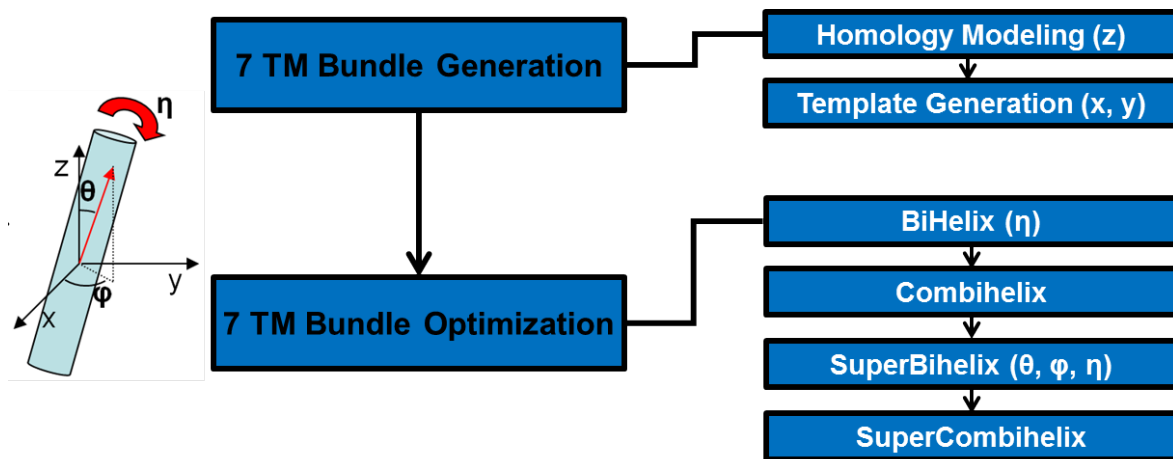 η
z
θ
y
φ
x
7 TM Bundle Generation
Homology Modeling (z)
Template Generation (x, y)
7 TM Bundle Optimization
BiHelix (η)
Combihelix
SuperBihelix (θ, φ, η)
SuperCombihelix